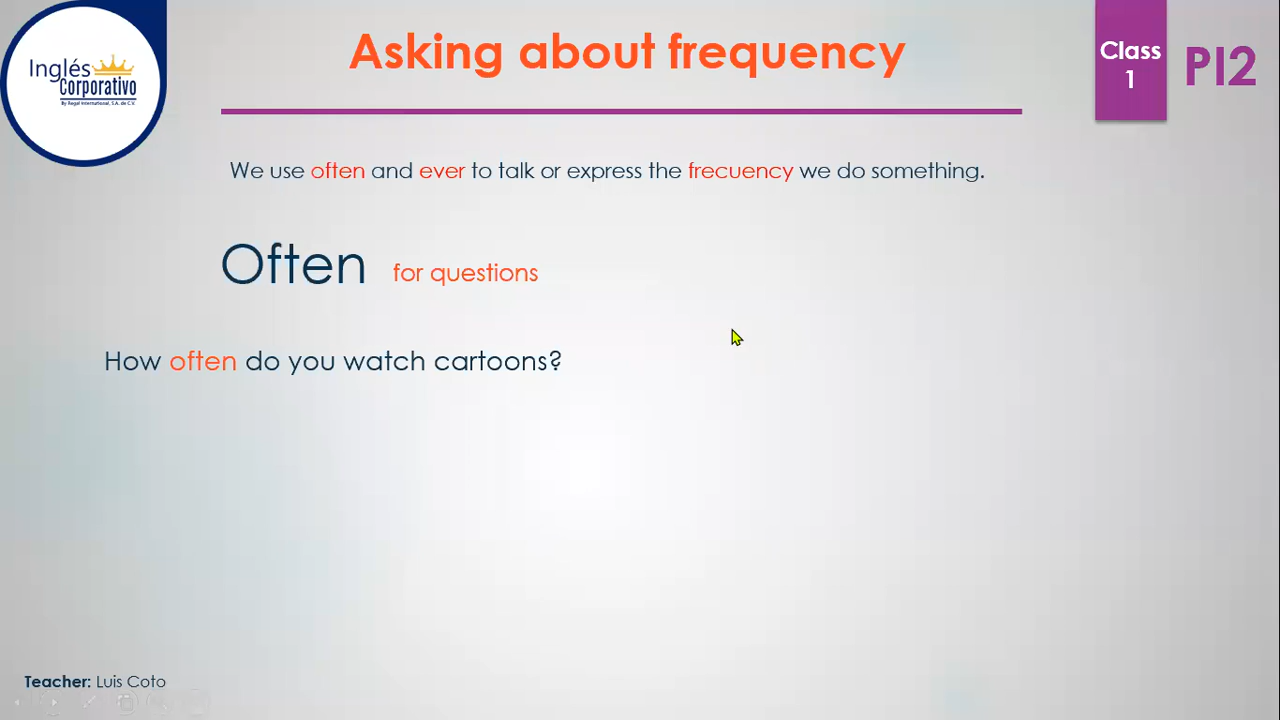 Inglés
Corporativo
By Regal International, S.A. de C.V.
Asking about frequency
Class
1
PI2
We use often and ever to talk or express the frecuency we do something.
Often for questions
How often do you watch cartoons?
Teacher: Luis Coto